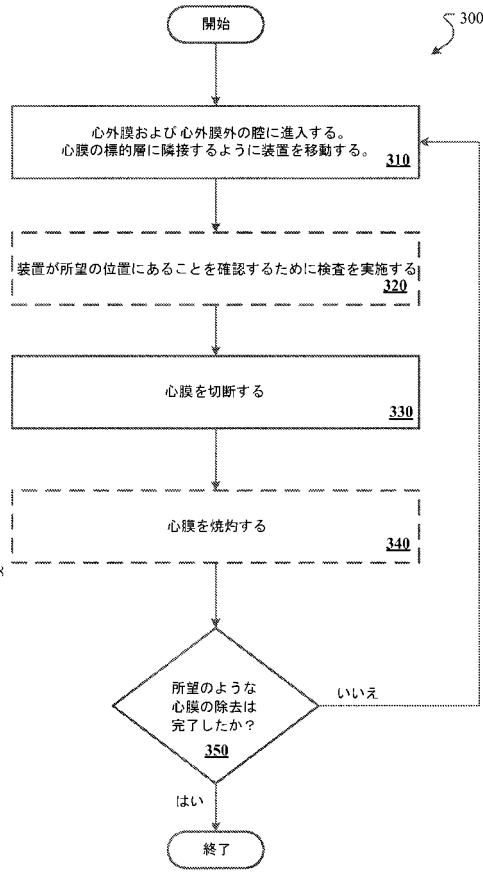 300
開始
心外膜および心外膜外の腔に進入する。
心膜の標的層に隣接するように装置を移動する。
310
装置が所望の位置にあることを確認するために検査を実施する
320
心膜を切断する
330
心膜を焼灼する
340
所望のような
心膜の除去は
完了したか？
350
いいえ
はい
終了